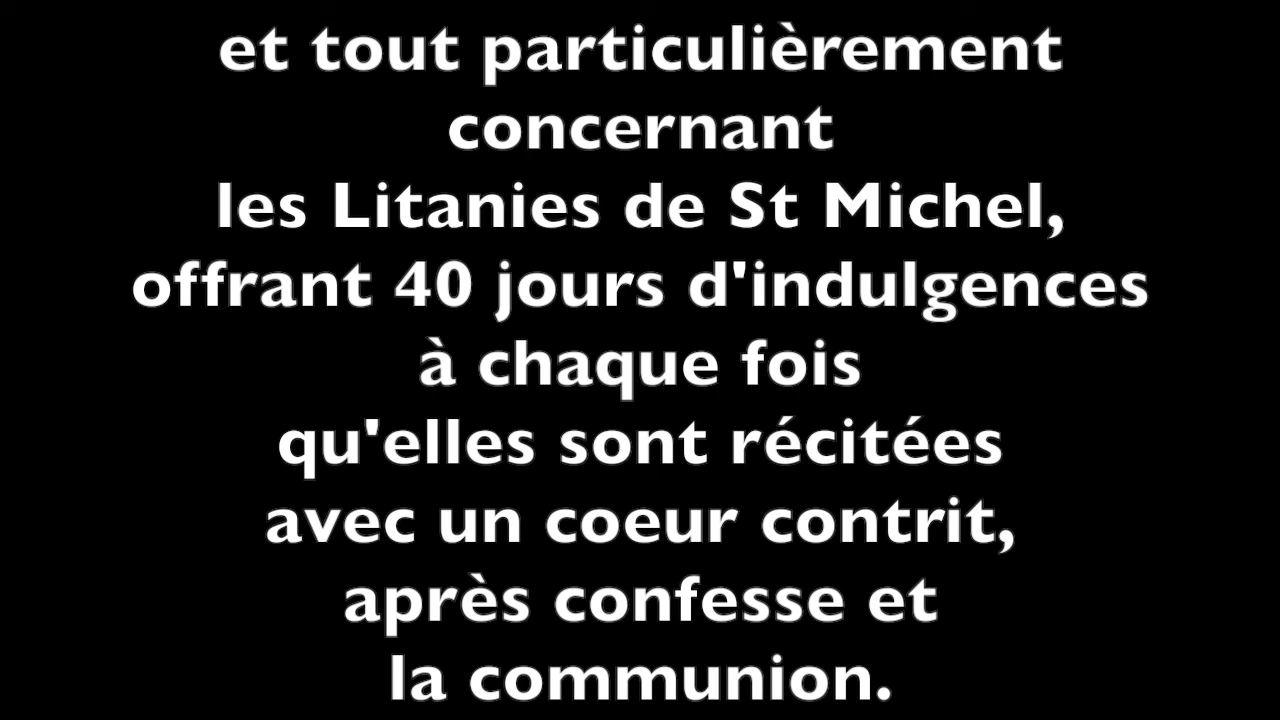 et tout particulièrement
concernant
les Litanies de St Michel,
offrant 40 jours d'indulgences
à chaque fois
qu'elles sont récitées
avec un coeur contrit,
après confesse et
la communion.